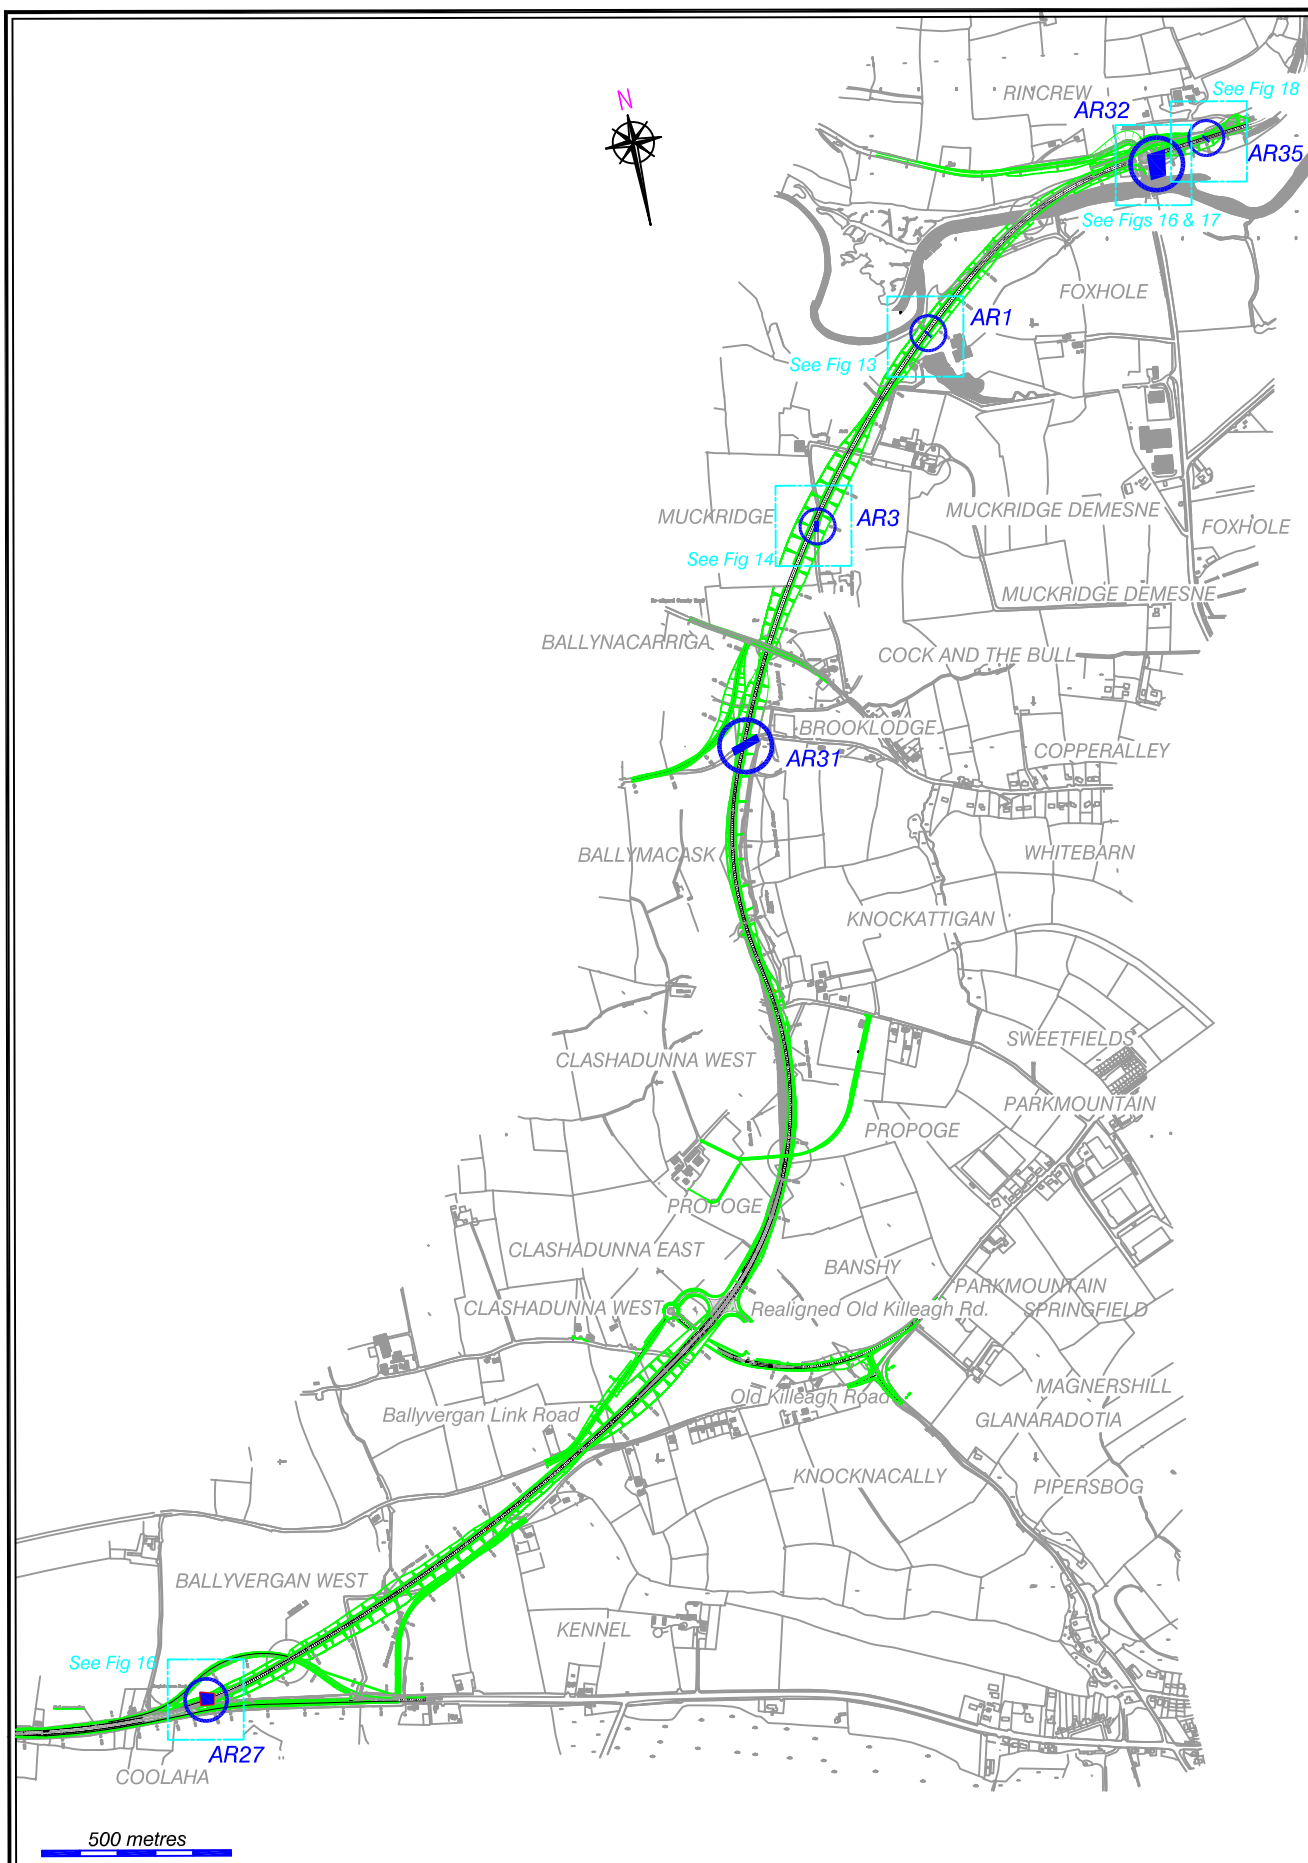 N
RINCREW
See Fig 18
AR32
AR35
See Figs 16 & 17
FOXHOLE
AR1
See Fig 13
MUCKRIDGE
AR3
MUCKRIDGE DEMESNE
FOXHOLE
See Fig 14
MUCKRIDGE DEMESNE
BALLYNACARRIGA
COCK AND THE BULL
BROOKLODGE
AR31
COPPERALLEY
BALLYMACASK
WHITEBARN
KNOCKATTIGAN
SWEETFIELDS
CLASHADUNNA WEST
PARKMOUNTAIN
PROPOGE
PROPOGE
CLASHADUNNA EAST
BANSHY
PARKMOUNTAIN
CLASHADUNNA WEST
Realigned Old Killeagh Rd.
SPRINGFIELD
MAGNERSHILL
Old Killeagh Road
Ballyvergan Link Road
GLANARADOTIA
KNOCKNACALLY
PIPERSBOG
BALLYVERGAN WEST
KENNEL
See Fig 16
AR27
COOLAHA
500 metres